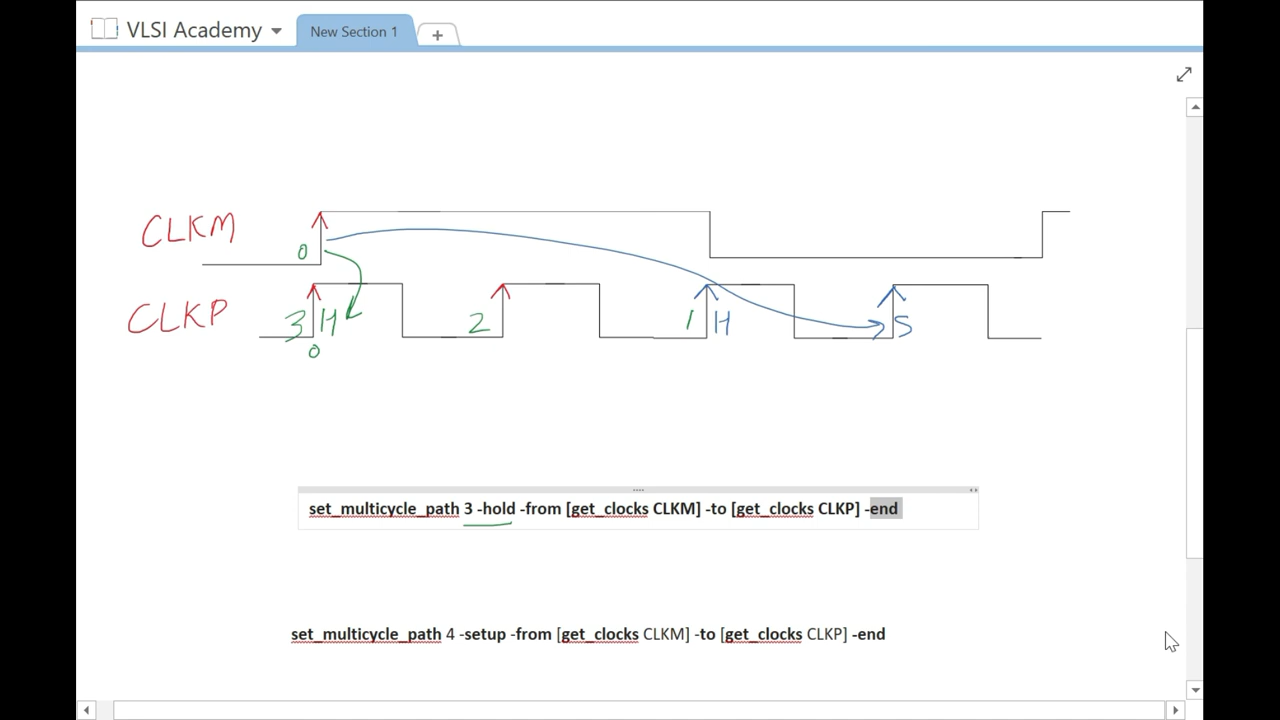 VLSI Academy
New Section 1
+
CLKM
0
CLKP
3 H 2 1 H S
0
set_multicycle_path 3 -hold -from [get_clocks CLKM] -to [get_clocks CLKP] -end
set_multicycle_path 4 -setup -from [get_clocks CLKM] -to [get_clocks CLKP] -end